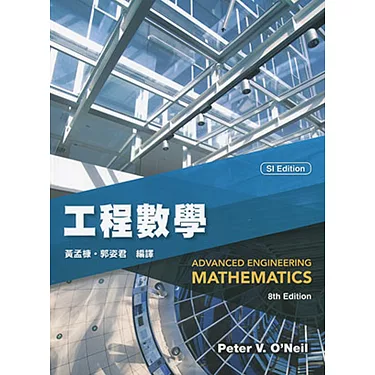 SI Edition
工程數學
黃孟槺・郭姿君 編譯
ADVANCED ENGINEERING
MATHEMATICS
8th Edition
Peter V. O'Neil